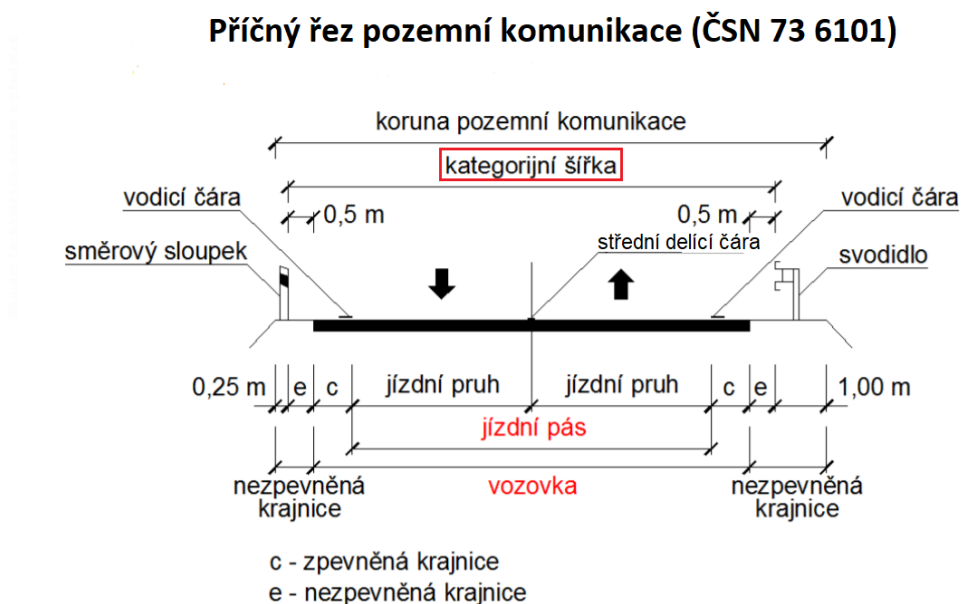 Příčný řez pozemní komunikace (ČSN 73 6101)
koruna pozemní komunikace
kategorijní šířka
vodicí čára
vodicí čára
0,5 m
0,5 m
střední delící čára
směrový sloupek
svodidlo
0,25 m
e
c
jízdní pruh
jízdní pruh
c
e
1,00 m
jízdní pás
nezpevněná
krajnice
vozovka
nezpevněná
krajnice
c - zpevněná krajnice
e - nezpevněná krajnice